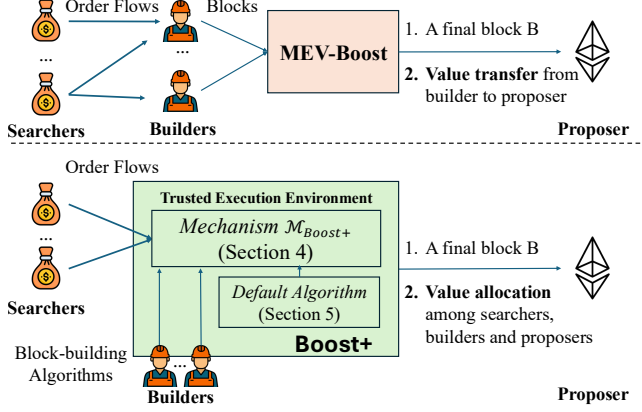 Order Flows
Blocks
...
...
MEV-Boost
1. A final block B
2. Value transfer from
builder to proposer
Searchers
Builders
Proposer
Order Flows
Trusted Execution Environment
Mechanism ℳBoost+
(Section 4)
...
Default Algorithm
(Section 5)
Boost+
1. A final block B
2. Value allocation
among searchers,
builders and proposers
Searchers
Block-building
Algorithms
...
Builders
Proposer